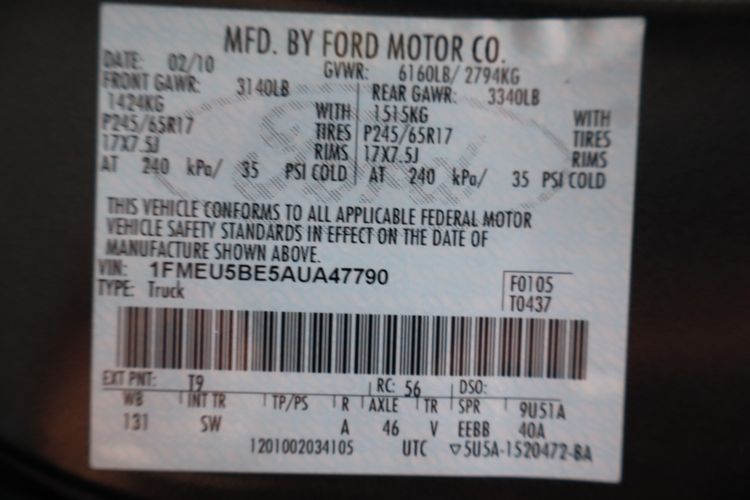 MFD. BY FORD MOTOR CO.
DATE: 02/10 GVWR: 6160LB/ 2794KG
FRONT GAWR: 3140LB REAR GAWR: 3340LB
1424KG WITH 1515KG WITH
P245/65R17 TIRES P245/65R17 TIRES
17X7.5J RIMS 17X7.5J RIMS
AT 240 kPa/ 35 PSI COLD AT 240 kPa/ 35 PSI COLD
THIS VEHICLE CONFORMS TO ALL APPLICABLE FEDERAL MOTOR
VEHICLE SAFETY STANDARDS IN EFFECT ON THE DATE OF
MANUFACTURE SHOWN ABOVE.
VIN: 1FMEU5BE5AUA47790 F0105
TYPE: Truck T0437
EXT PNT: T9 RC: 56 DSO:
WB INT TR TP/PS R AXLE TR SPR 9U51A
131 SW A 46 V EEBB 40A
1201002034105 UTC ▽5U5A-1520472-BA